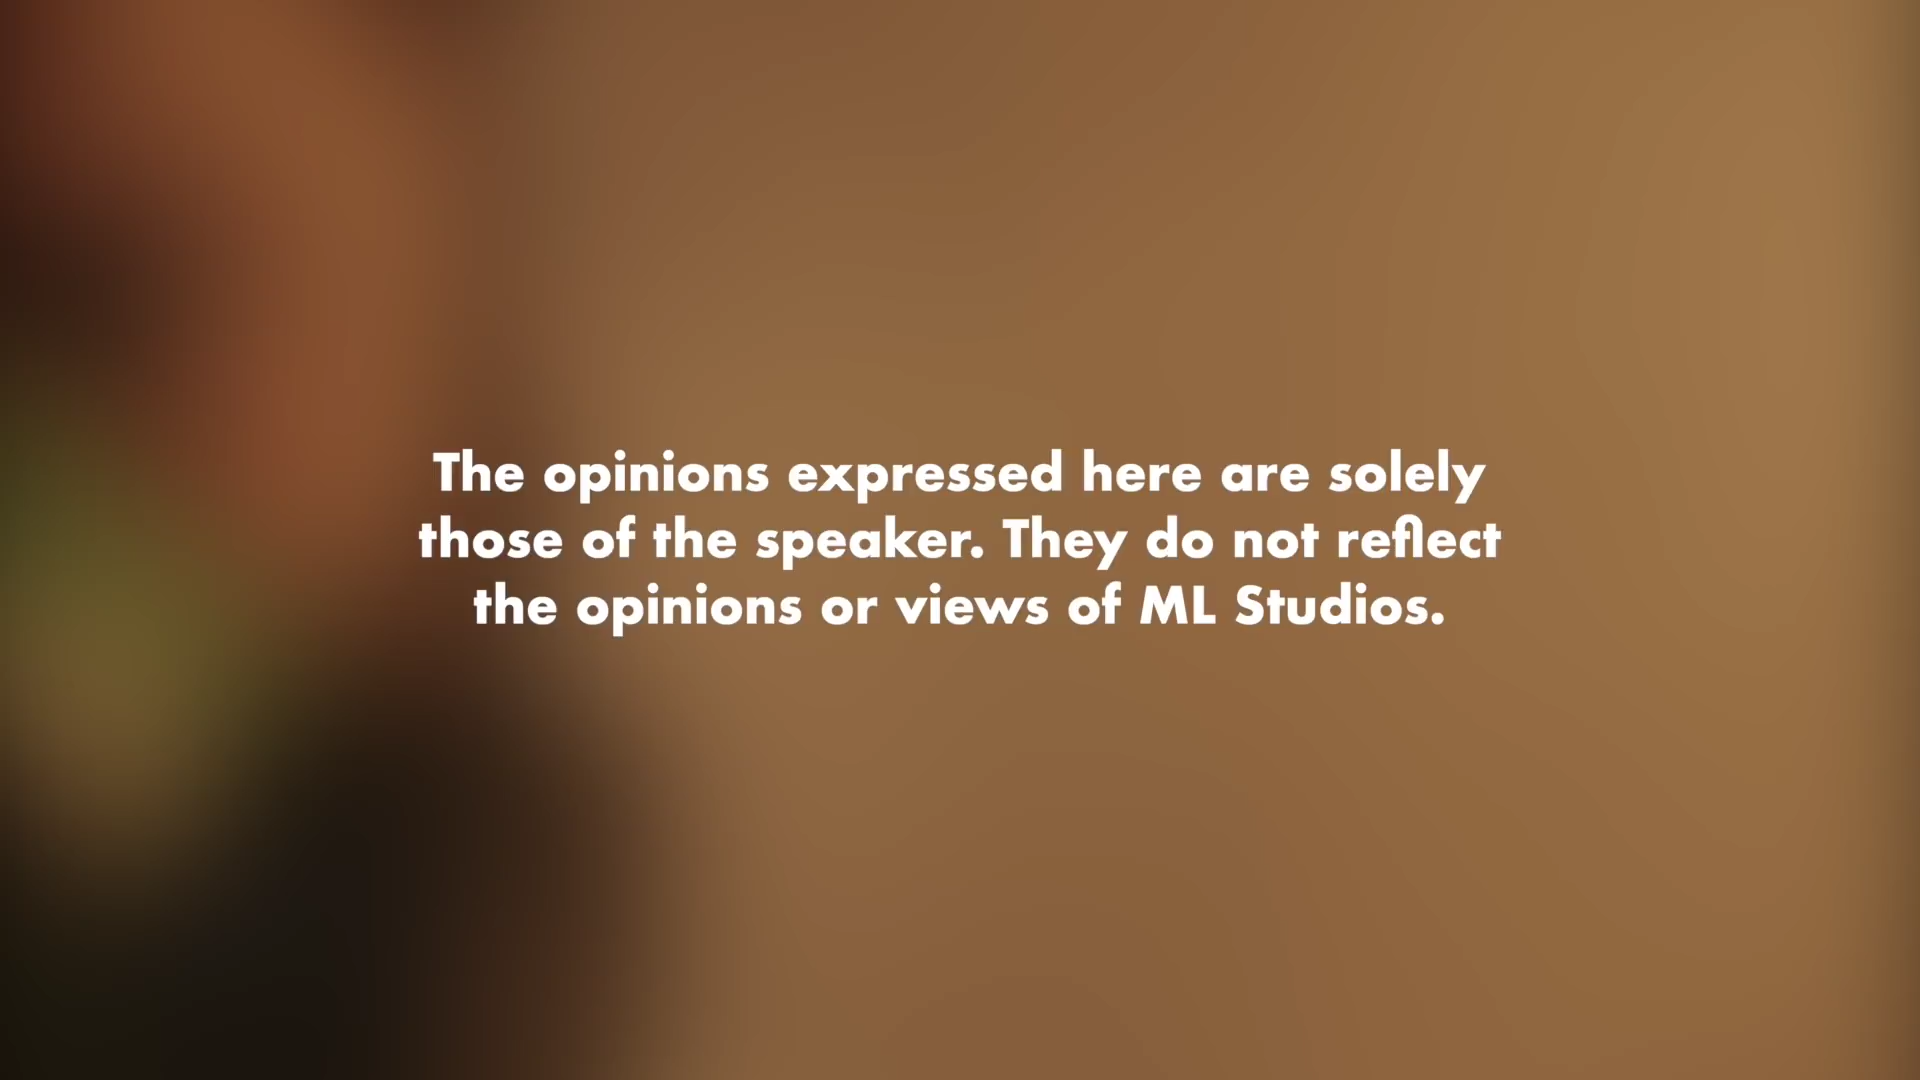 The opinions expressed here are solely
those of the speaker. They do not reflect
the opinions or views of ML Studios.